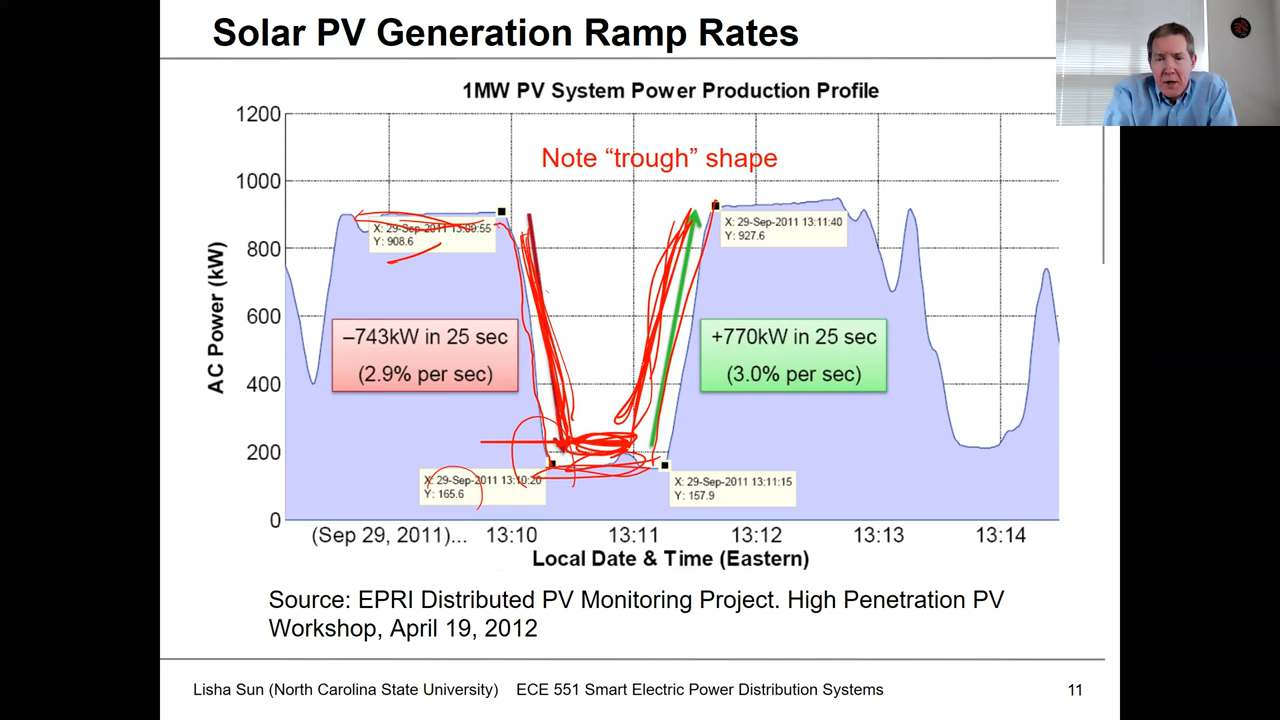 Solar PV Generation Ramp Rates
1MW PV System Power Production Profile
Note “trough” shape
1200
1000
800
600
400
200
0
AC Power (kW)
X: 29-Sep-2011 13:09:55
Y: 908.6
X: 29-Sep-2011 13:11:40
Y: 927.6
–743kW in 25 sec
(2.9% per sec)
+770kW in 25 sec
(3.0% per sec)
X: 29-Sep-2011 13:10:20
Y: 165.6
X: 29-Sep-2011 13:11:15
Y: 157.9
(Sep 29, 2011)... 13:10 13:11 13:12 13:13 13:14
Local Date & Time (Eastern)
Source: EPRI Distributed PV Monitoring Project. High Penetration PV
Workshop, April 19, 2012
Lisha Sun (North Carolina State University) ECE 551 Smart Electric Power Distribution Systems 11